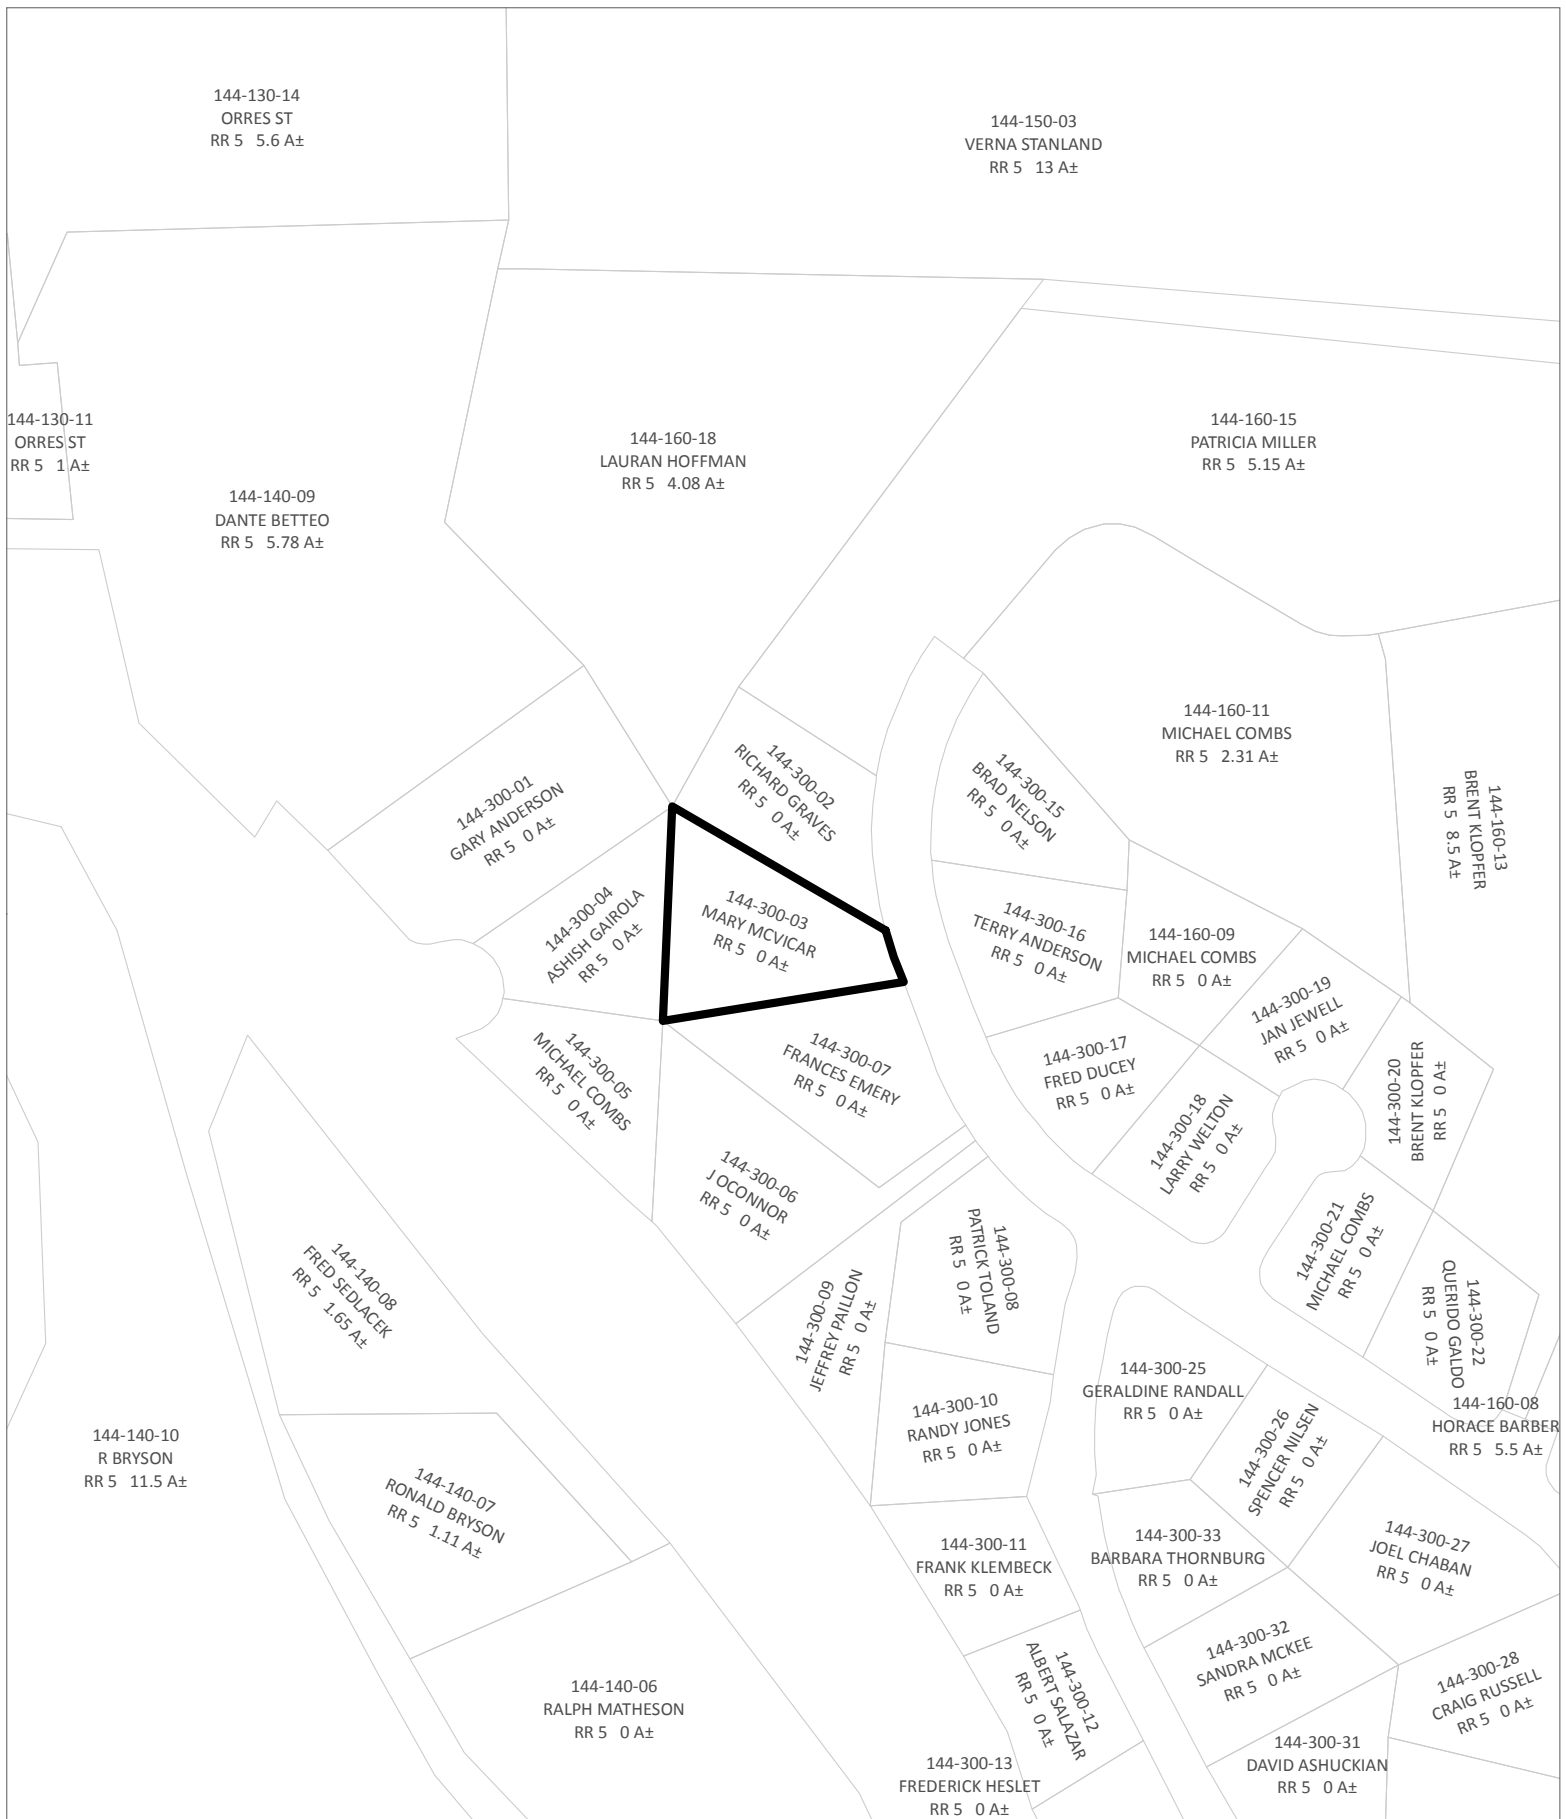 144-130-14
ORRES ST
RR 5 5.6 A±
144-150-03
VERNA STANLAND
RR 5 13 A±
144-130-11
ORRES ST
RR 5 1 A±
144-140-09
DANTE BETTEO
RR 5 5.78 A±
144-160-18
LAURAN HOFFMAN
RR 5 4.08 A±
144-160-15
PATRICIA MILLER
RR 5 5.15 A±
144-160-11
MICHAEL COMBS
RR 5 2.31 A±
144-160-13
BRENT KLOPFER
RR 5 8.5 A±
144-300-01
GARY ANDERSON
RR 5 0 A±
144-300-02
RICHARD GRAVES
RR 5 0 A±
144-300-15
BRAD NELSON
RR 5 0 A±
144-300-04
ASHISH GAIROLA
RR 5 0 A±
144-300-03
MARY MCVICAR
RR 5 0 A±
144-300-16
TERRY ANDERSON
RR 5 0 A±
144-160-09
MICHAEL COMBS
RR 5 0 A±
144-300-19
JAN JEWELL
RR 5 0 A±
144-300-05
MICHAEL COMBS
RR 5 0 A±
144-300-07
FRANCES EMERY
RR 5 0 A±
144-300-17
FRED DUCEY
RR 5 0 A±
144-300-18
LARRY WELTON
RR 5 0 A±
144-300-20
BRENT KLOPFER
RR 5 0 A±
144-300-06
J OCONNOR
RR 5 0 A±
144-300-08
PATRICK TOLAND
RR 5 0 A±
144-300-21
MICHAEL COMBS
RR 5 0 A±
144-140-08
FRED SEDLACEK
RR 5 1.65 A±
144-300-09
JEFFREY PAILLON
RR 5 0 A±
144-300-22
QUERIDO GALDO
RR 5 0 A±
144-300-25
GERALDINE RANDALL
RR 5 0 A±
144-300-10
RANDY JONES
RR 5 0 A±
144-300-26
SPENCER NILSEN
RR 5 0 A±
144-160-08
HORACE BARBER
RR 5 5.5 A±
144-140-10
R BRYSON
RR 5 11.5 A±
144-140-07
RONALD BRYSON
RR 5 1.11 A±
144-300-11
FRANK KLEMBECK
RR 5 0 A±
144-300-33
BARBARA THORNBURG
RR 5 0 A±
144-300-27
JOEL CHABAN
RR 5 0 A±
144-300-32
SANDRA MCKEE
RR 5 0 A±
144-300-28
CRAIG RUSSELL
RR 5 0 A±
144-140-06
RALPH MATHESON
RR 5 0 A±
144-300-12
ALBERT SALAZAR
RR 5 0 A±
144-300-31
DAVID ASHUCKIAN
RR 5 0 A±
144-300-13
FREDERICK HESLET
RR 5 0 A±